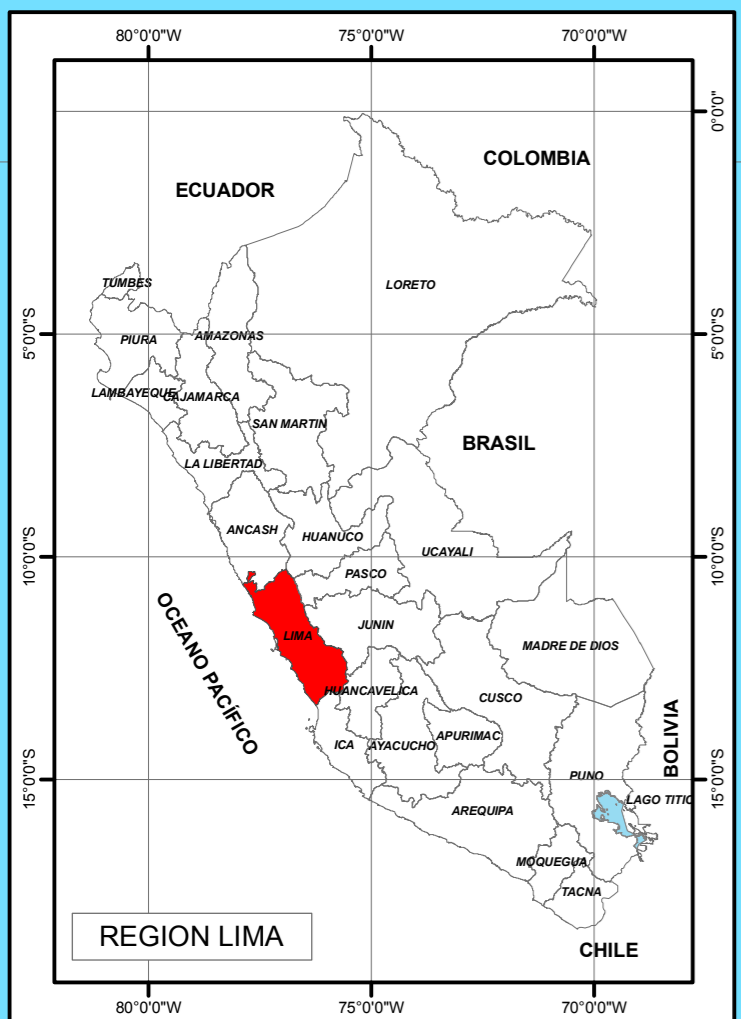 80°0'0"W 75°0'0"W 70°0'0"W
0°0'0"
COLOMBIA
ECUADOR
TUMBES
LORETO
5°0'0"S 5°0'0"S
AMAZONAS
PIURA
LAMBAYEQUE
CAJAMARCA
SAN MARTIN
BRASIL
LA LIBERTAD
ANCASH
HUANUCO
UCAYALI
10°0'0"S 10°0'0"S
PASCO
OCEANO PACÍFICO
JUNIN
LIMA
MADRE DE DIOS
HUANCAVELICA
CUSCO
BOLIVIA
APURIMAC
ICA
AYACUCHO
15°0'0"S 15°0'0"S
PUNO
LAGO TITIC
AREQUIPA
MOQUEGUA
TACNA
REGION LIMA
CHILE
80°0'0"W 75°0'0"W 70°0'0"W